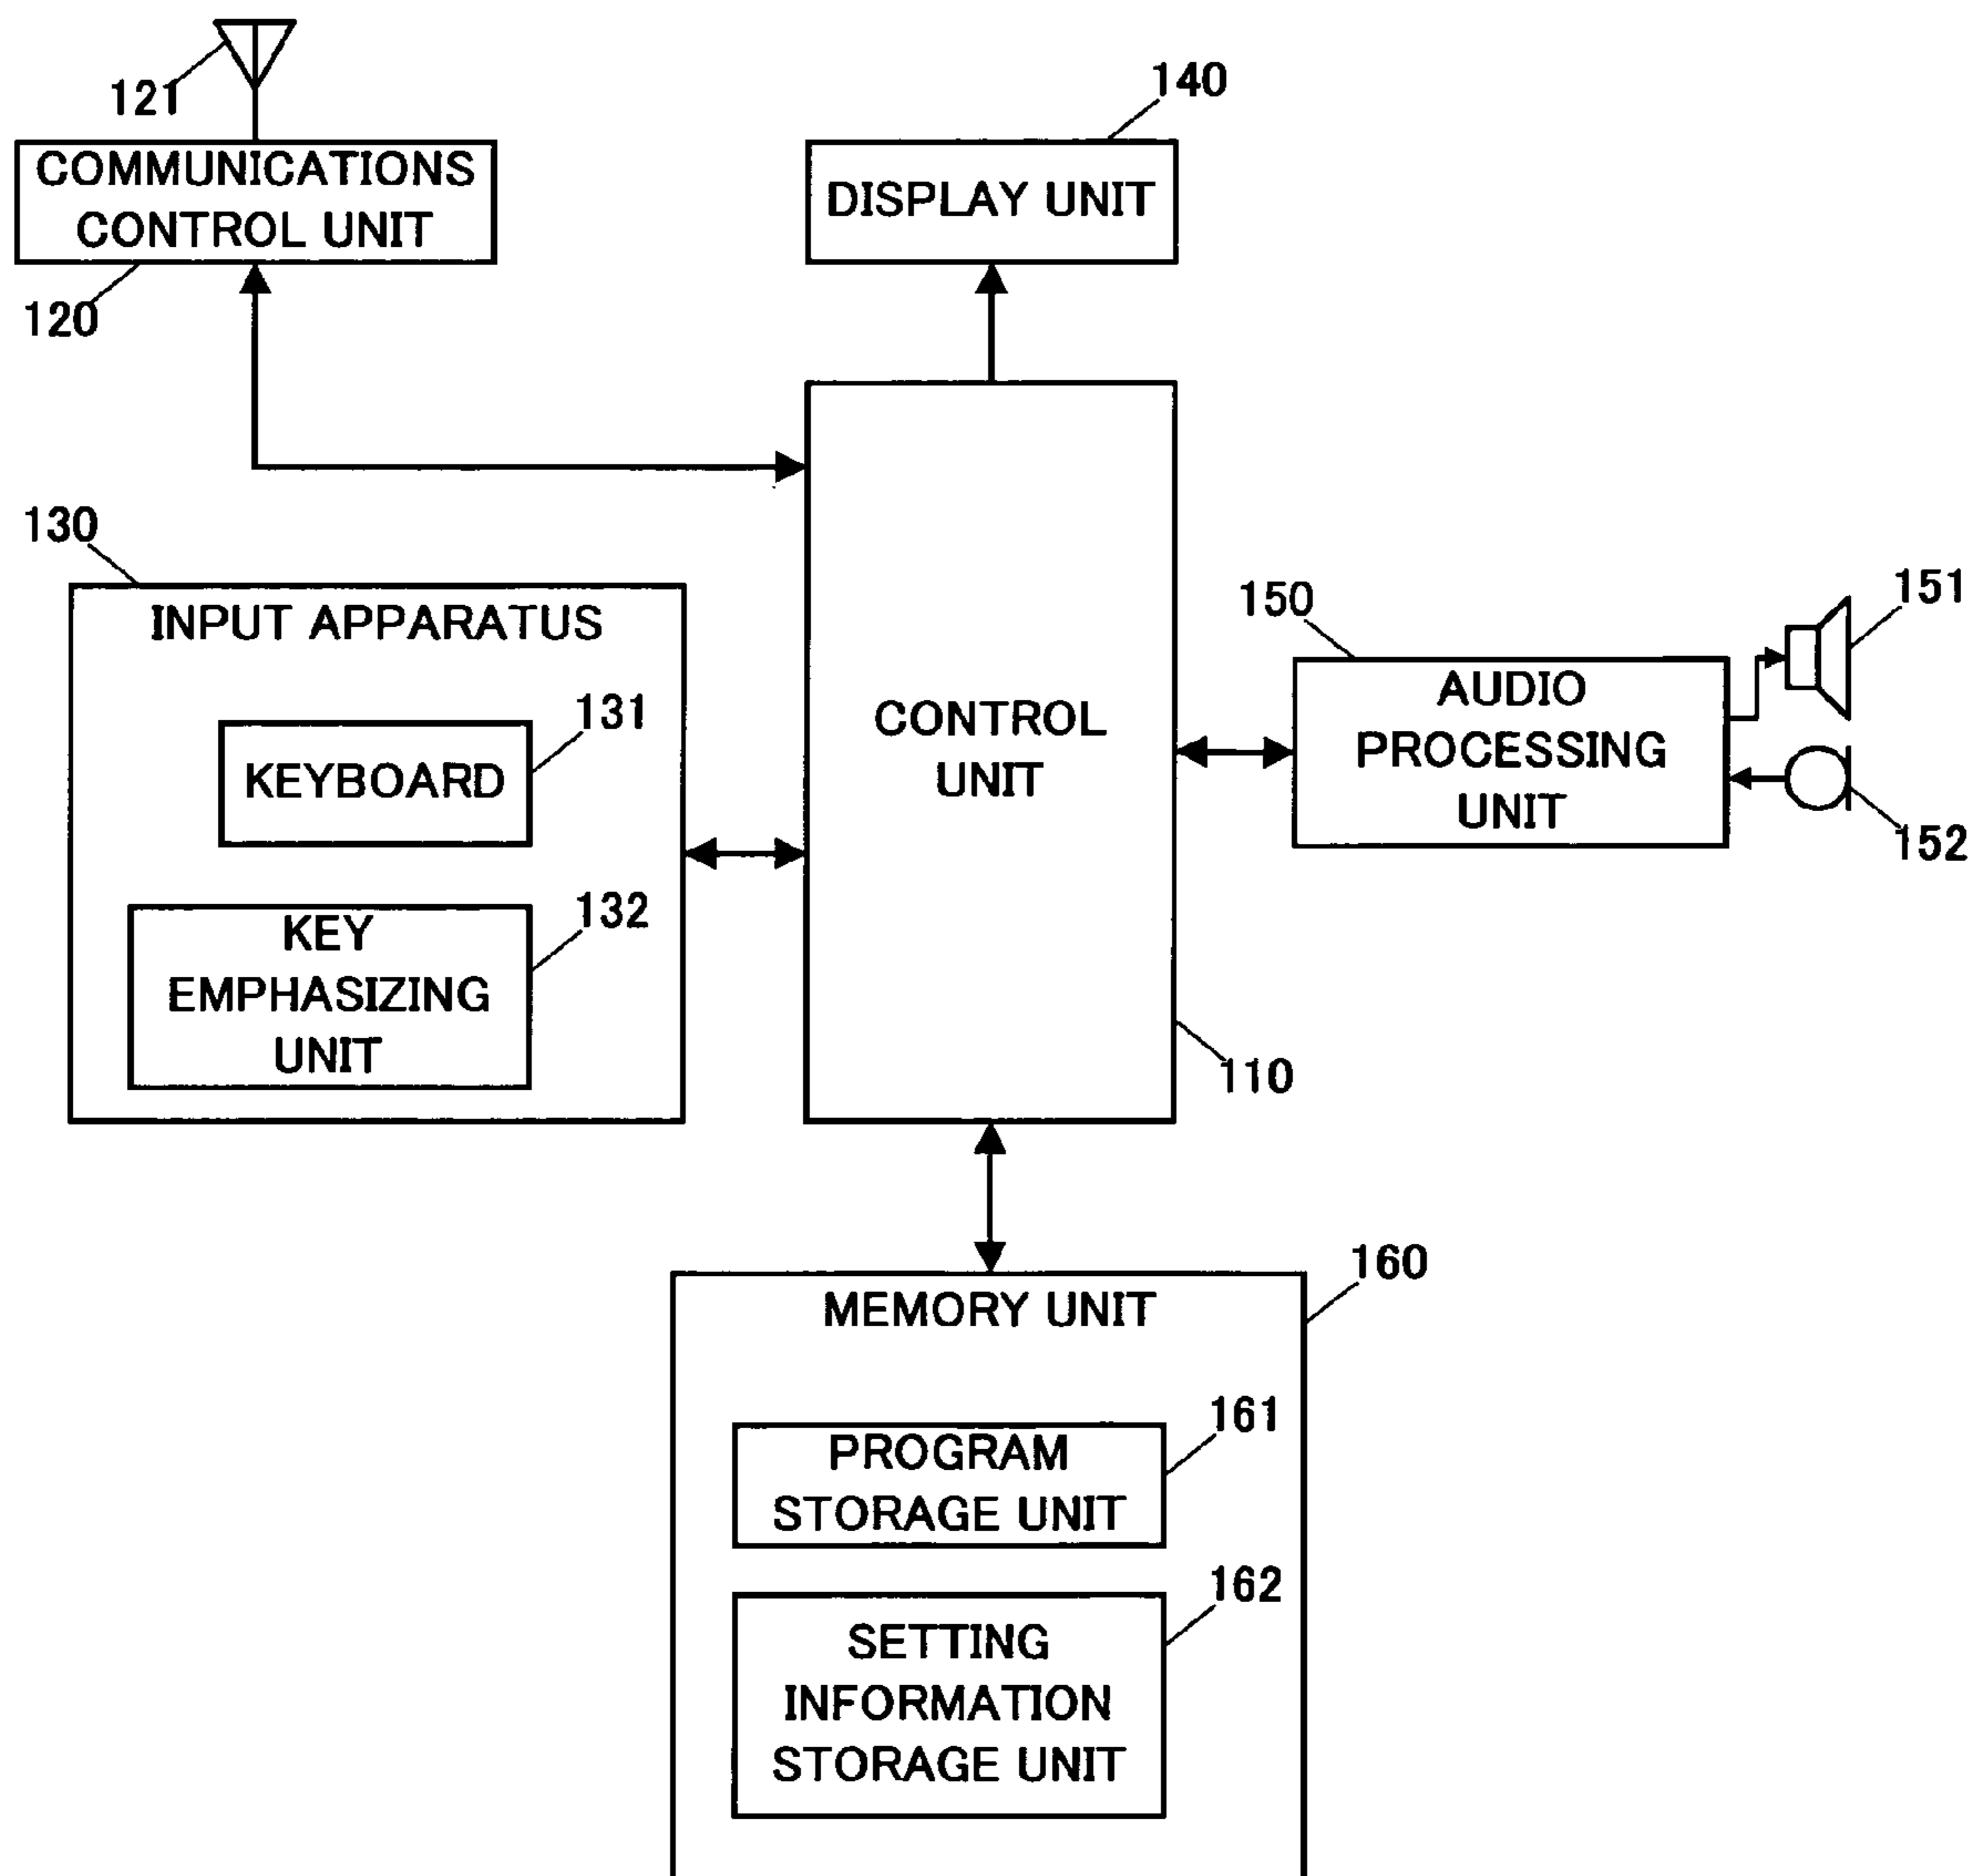 121
COMMUNICATIONS
CONTROL UNIT
120
140
DISPLAY UNIT
130
INPUT APPARATUS
131
KEYBOARD
132
KEY
EMPHASIZING
UNIT
CONTROL
UNIT
110
150
AUDIO
PROCESSING
UNIT
151
152
160
MEMORY UNIT
161
PROGRAM
STORAGE UNIT
162
SETTING
INFORMATION
STORAGE UNIT